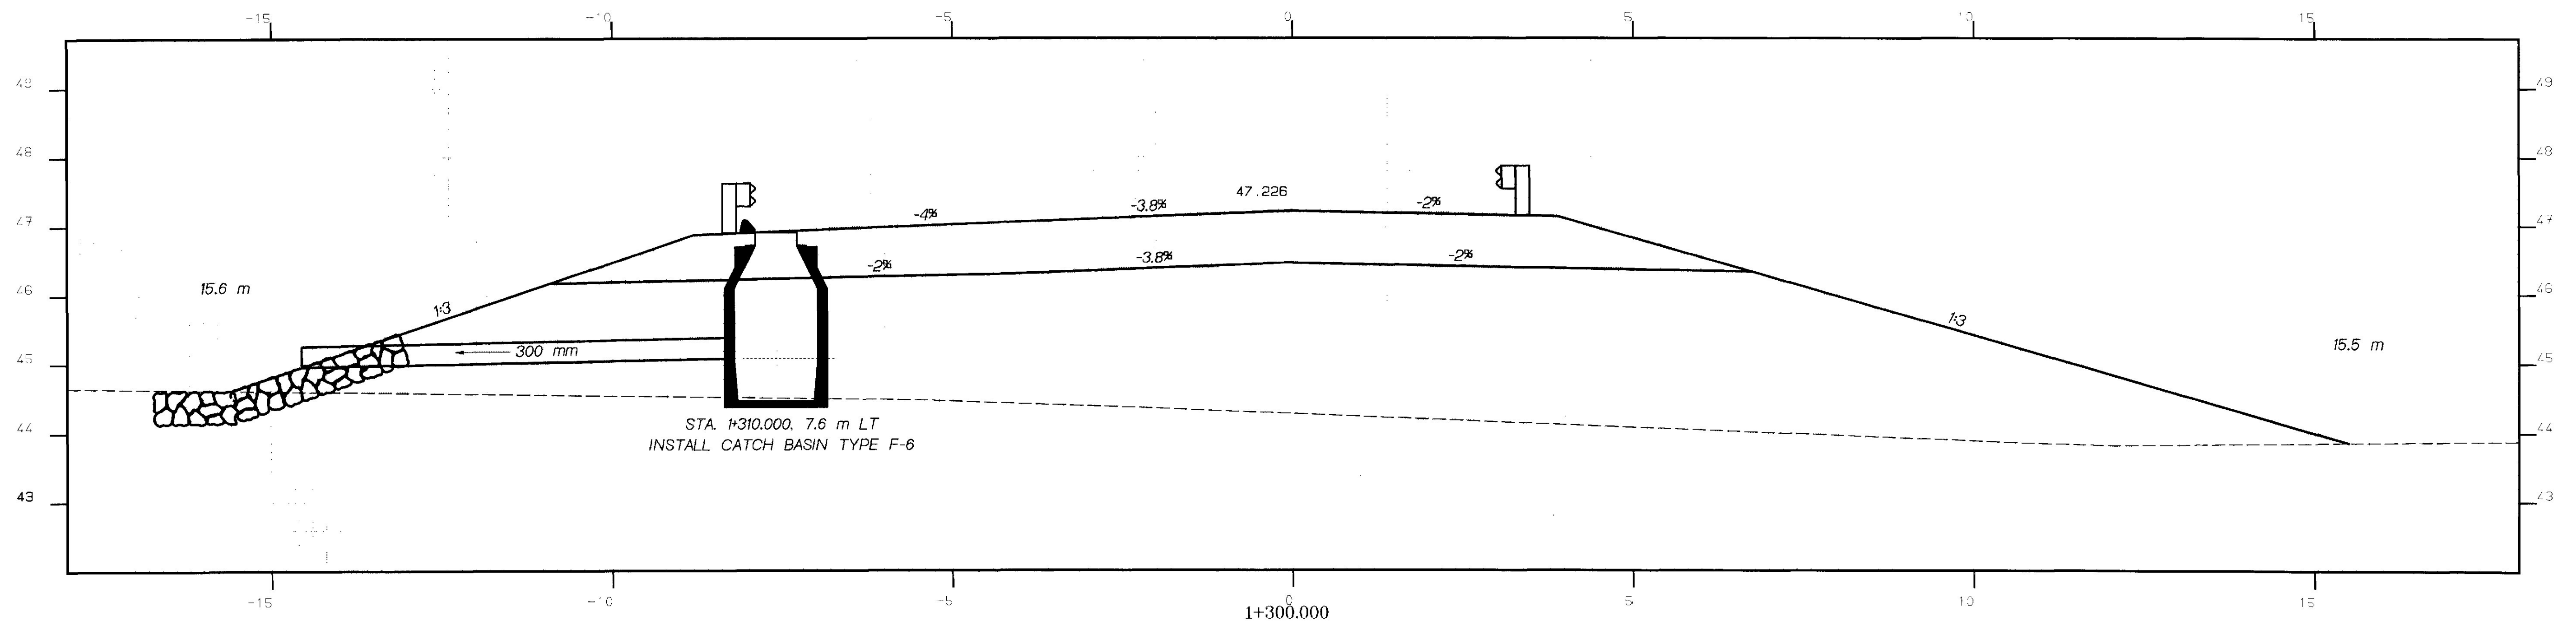 -15 -10 -5 0 5 10 15
49 49
48 48
47.226
-4% -3.8% -2%
47 47
-2% -3.8% -2%
15.6 m
46 46
1:3 1:3
300 mm
15.5 m
45 45
STA. 1+310.000, 7.6 m LT
INSTALL CATCH BASIN TYPE F-6
44 44
43 43
-15 -10 -5 0 5 10 15
1+300.000